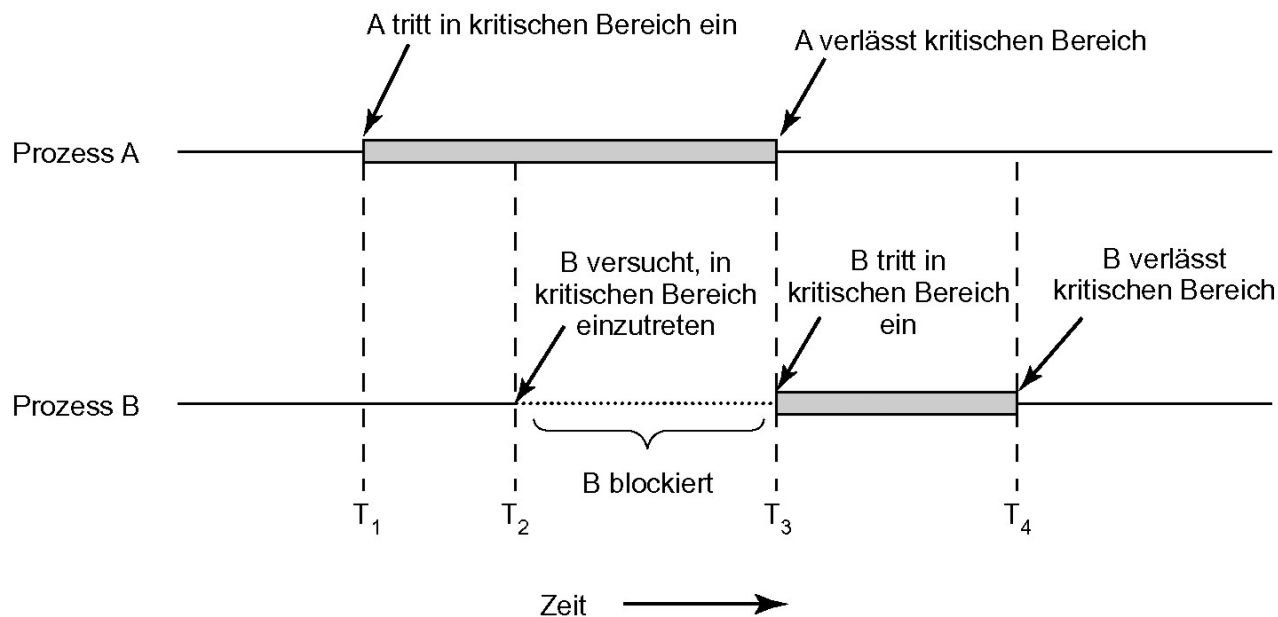 A tritt in kritischen Bereich ein
A verlässt kritischen Bereich
Prozess A
B versucht, in
kritischen Bereich
einzutreten
B tritt in
kritischen Bereich
ein
B verlässt
kritischen Bereich
Prozess B
B blockiert
T1
T2
T3
T4
Zeit